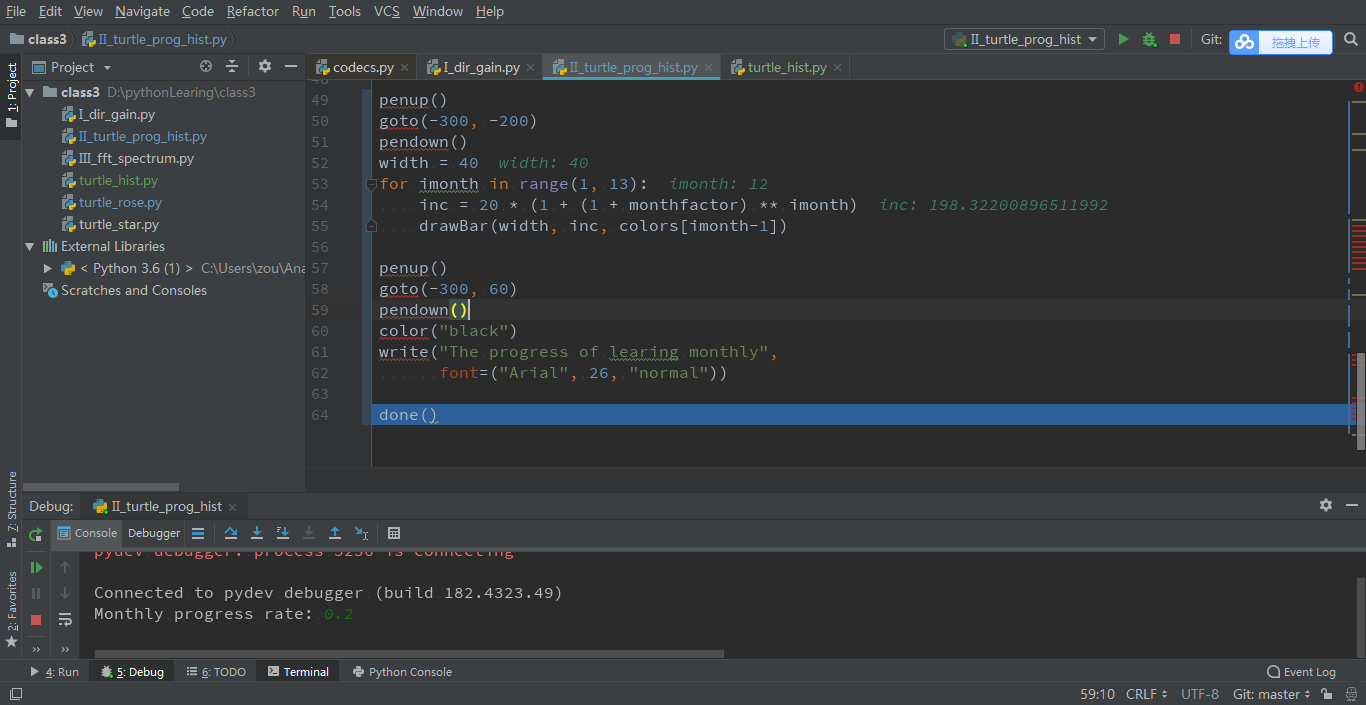 File Edit View Navigate Code Refactor Run Tools VCS Window Help
class3 II_turtle_prog_hist.py II_turtle_prog_hist Git: 拖拽上传
1: Project
Project codecs.py I_dir_gain.py II_turtle_prog_hist.py turtle_hist.py
class3 D:\pythonLearing\class3
I_dir_gain.py
II_turtle_prog_hist.py
III_fft_spectrum.py
turtle_hist.py
turtle_rose.py
turtle_star.py
External Libraries
< Python 3.6 (1) > C:\Users\zou\Ana
Scratches and Consoles
48
49 penup()
50 goto(-300, -200)
51 pendown()
52 width = 40 width: 40
53 for imonth in range(1, 13): imonth: 12
54 inc = 20 * (1 + (1 + monthfactor) ** imonth) inc: 198.32200896511992
55 drawBar(width, inc, colors[imonth-1])
56
57 penup()
58 goto(-300, 60)
59 pendown()
60 color("black")
61 write("The progress of learing monthly",
62 font=("Arial", 26, "normal"))
63
64 done()
7: Structure
2: Favorites
Debug: II_turtle_prog_hist
Console Debugger
pydev debugger: process 5256 is connecting
Connected to pydev debugger (build 182.4323.49)
Monthly progress rate: 0.2
4: Run 5: Debug 6: TODO Terminal Python Console Event Log
59:10 CRLF UTF-8 Git: master